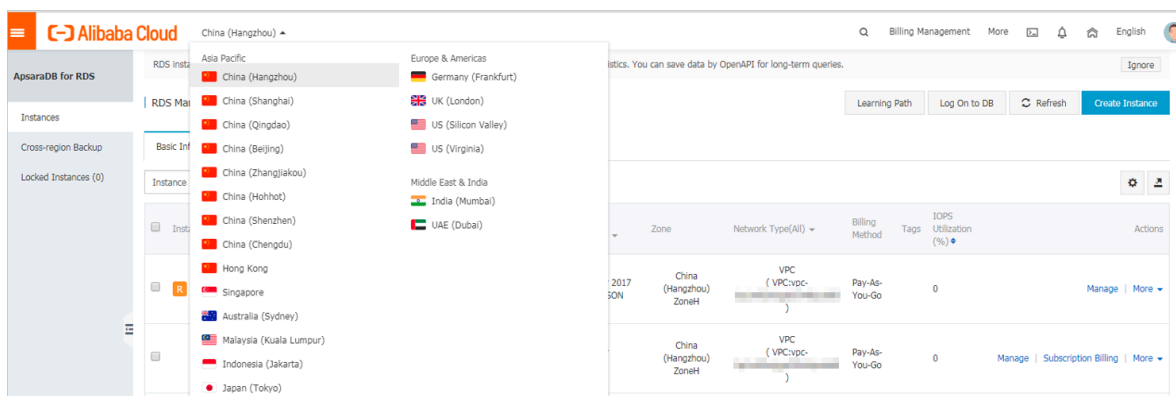 Alibaba Cloud
China (Hangzhou)
Billing Management
More
English
ApsaraDB for RDS
Instances
Cross-region Backup
Locked Instances (0)
RDS insta
istics. You can save data by OpenAPI for long-term queries.
Ignore
RDS Mar
Learning Path
Log On to DB
Refresh
Create Instance
Basic Inf
Instance
Asia Pacific
China (Hangzhou)
China (Shanghai)
China (Qingdao)
China (Beijing)
China (Zhangjiakou)
China (Hohhot)
China (Shenzhen)
China (Chengdu)
Hong Kong
Singapore
Australia (Sydney)
Malaysia (Kuala Lumpur)
Indonesia (Jakarta)
Japan (Tokyo)
Europe & Americas
Germany (Frankfurt)
UK (London)
US (Silicon Valley)
US (Virginia)
Middle East & India
India (Mumbai)
UAE (Dubai)
Insta
Zone
Network Type(All)
Billing
Method
Tags
IOPS
Utilization
(%)
Actions
R
2017
SON
China
(Hangzhou)
ZoneH
VPC
( VPC:vpc-
)
Pay-As-
You-Go
0
Manage | More
China
(Hangzhou)
ZoneH
VPC
( VPC:vpc-
)
Pay-As-
You-Go
0
Manage | Subscription Billing | More